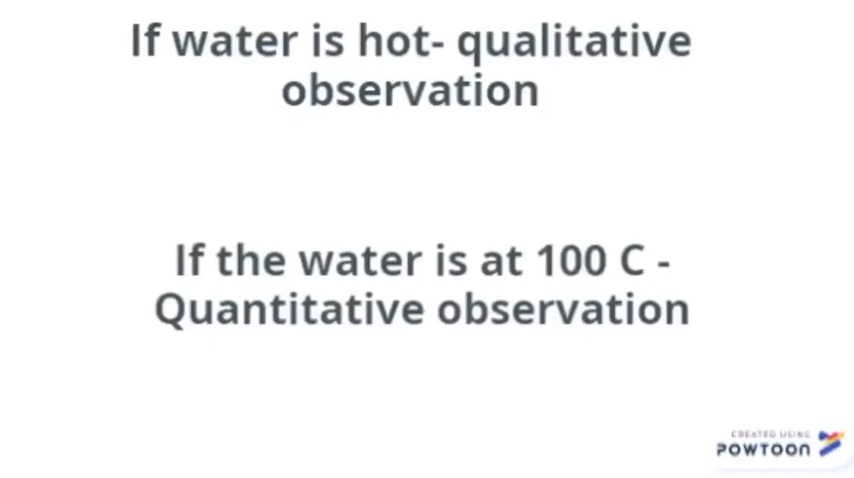 If water is hot- qualitative
observation
If the water is at 100 C -
Quantitative observation
CREATED USING
POWTOON